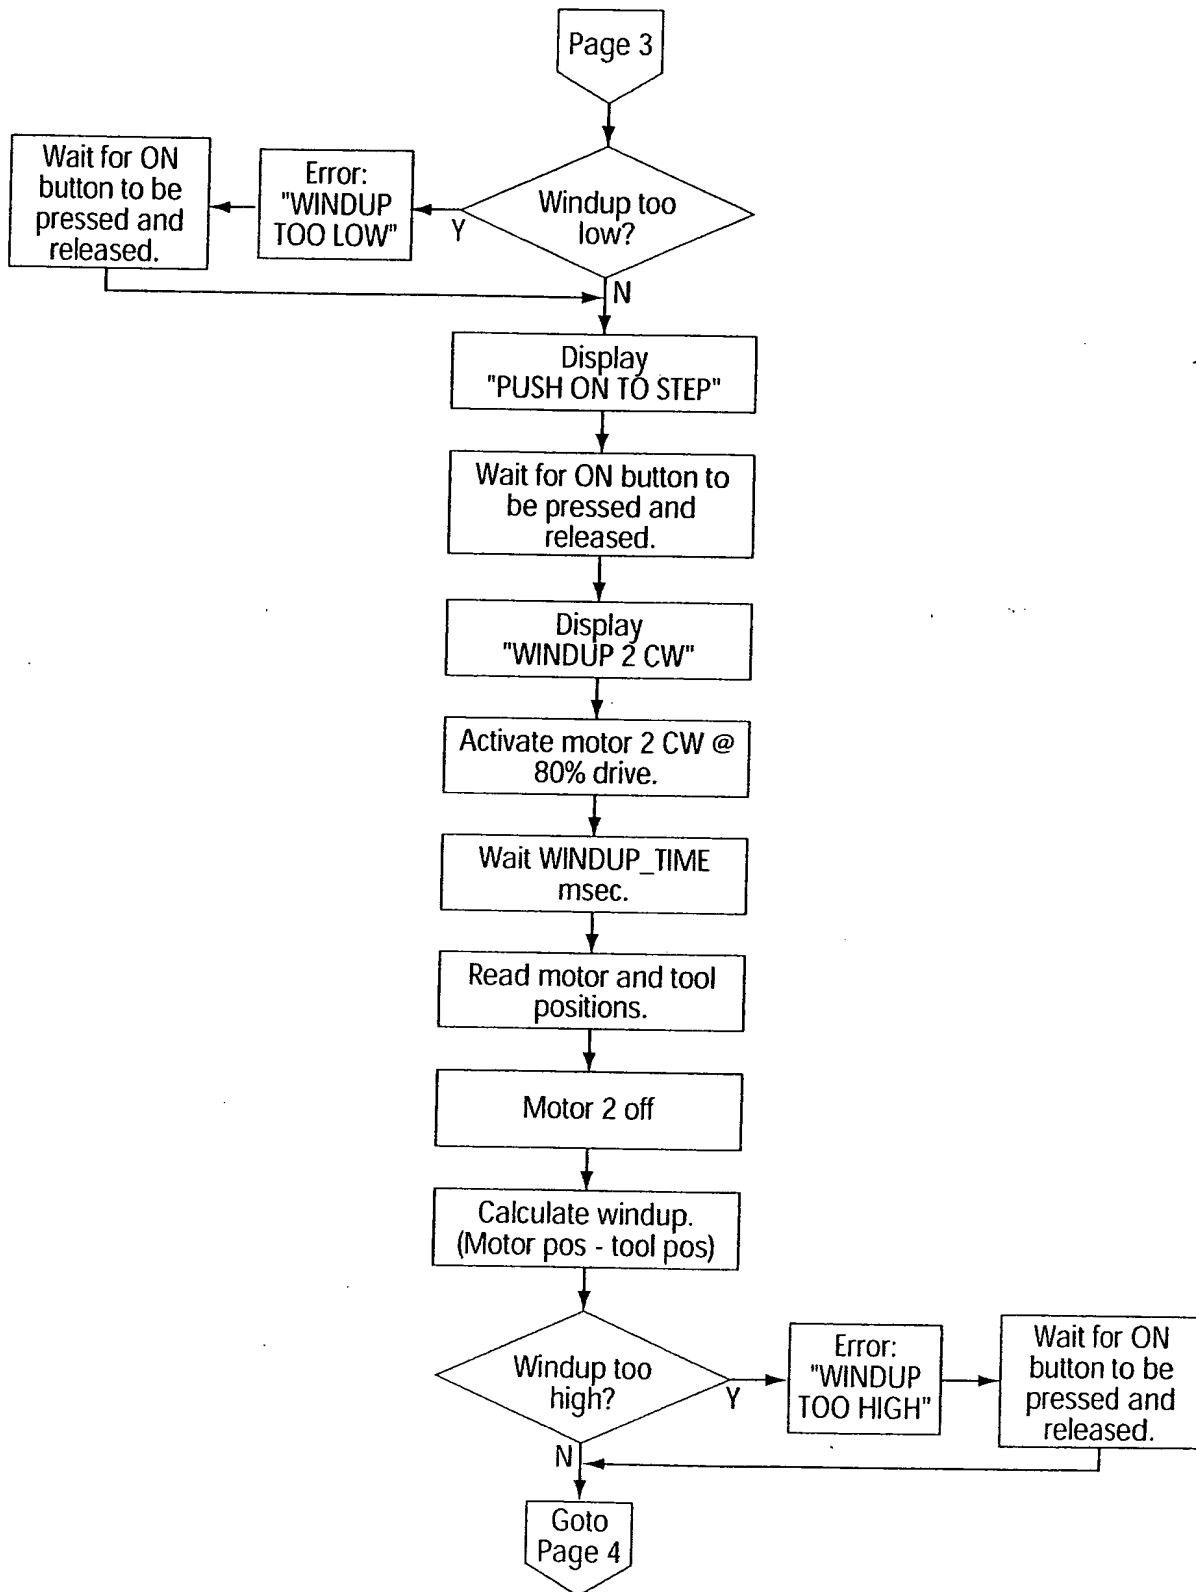 Page 3
Windup too
low?
Y
Error:
"WINDUP
TOO LOW"
Wait for ON
button to be
pressed and
released.
N
Display
"PUSH ON TO STEP"
Wait for ON button to
be pressed and
released.
Display
"WINDUP 2 CW"
Activate motor 2 CW @
80% drive.
Wait WINDUP_TIME
msec.
Read motor and tool
positions.
Motor 2 off
Calculate windup.
(Motor pos - tool pos)
Windup too
high?
Y
Error:
"WINDUP
TOO HIGH"
Wait for ON
button to be
pressed and
released.
N
Goto
Page 4